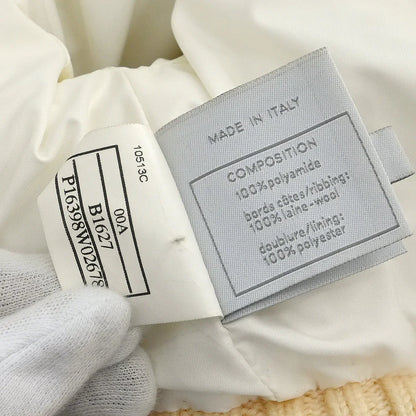 10513C
00A
B1627
P16398W02678
MADE IN ITALY
COMPOSITION
100% polyamide
bords côtes/ribbing:
100% laine-wool
doublure/lining:
100% polyester